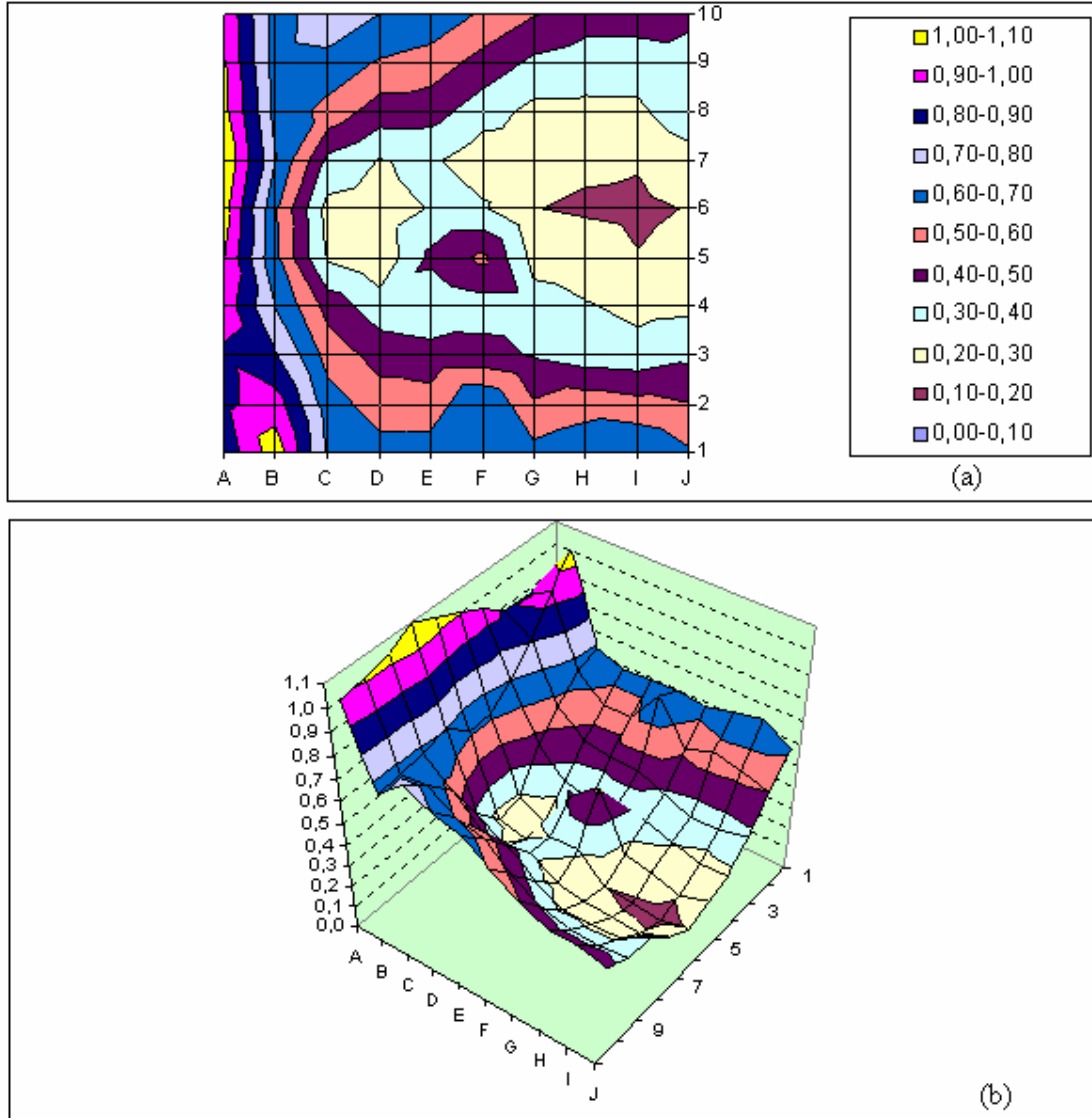 10
9
8
7
6
5
4
3
2
1
A B C D E F G H I J
1,00-1,10
0,90-1,00
0,80-0,90
0,70-0,80
0,60-0,70
0,50-0,60
0,40-0,50
0,30-0,40
0,20-0,30
0,10-0,20
0,00-0,10
(a)
1,1
1,0
0,9
0,8
0,7
0,6
0,5
0,4
0,3
0,2
0,1
0,0
A
B
C
D
E
F
G
H
I
J
1
3
5
7
9
(b)